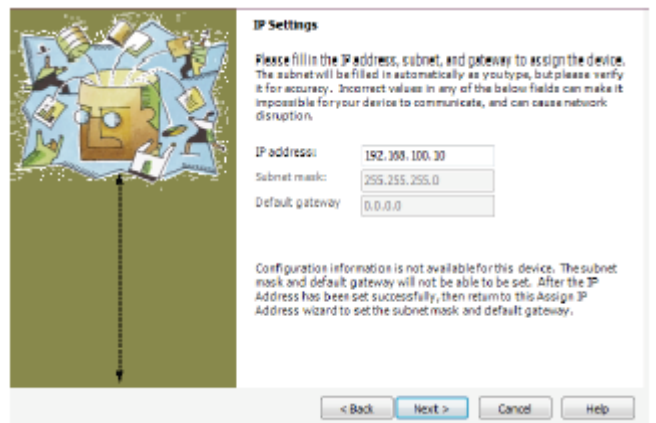 IP Settings
Please fill in the IP address, subnet, and gateway to assign the device.
The subnet will be filled in automatically as you type, but please verify
it for accuracy. Incorrect values in any of the below fields can make it
impossible for your device to communicate, and can cause network
disruption.
IP address: 192.168.100.10
Subnet mask: 255.255.255.0
Default gateway 0.0.0.0
Configuration information is not available for this device. The subnet
mask and default gateway will not be able to be set. After the IP
Address has been set successfully, then return to this Assign IP
Address wizard to set the subnet mask and default gateway.
< Back Next > Cancel Help